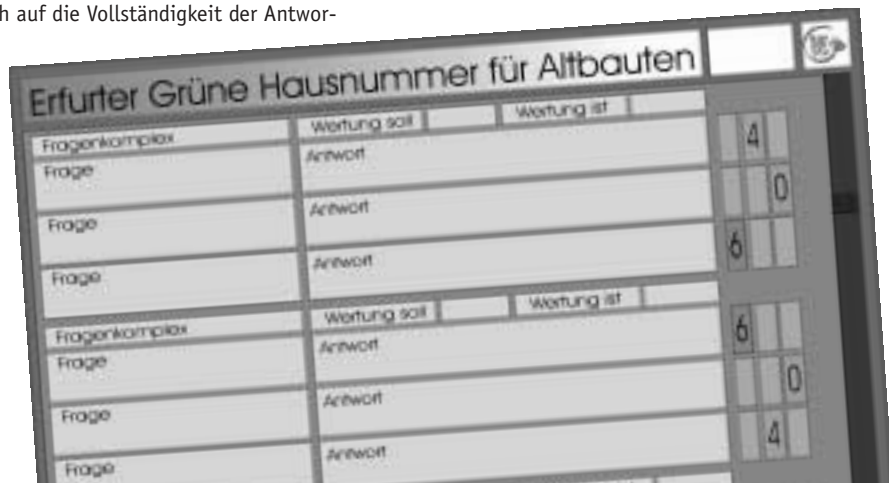 h auf die Vollständigkeit der Antwor-
Erfurter Grüne Hausnummer für Altbauten
Fragenkomplex Wertung soll Wertung ist
Frage Antwort 4
Frage Antwort 0
Frage Antwort 6
Fragenkomplex Wertung soll Wertung ist
Frage Antwort 6
Frage Antwort 0
Frage Antwort 4